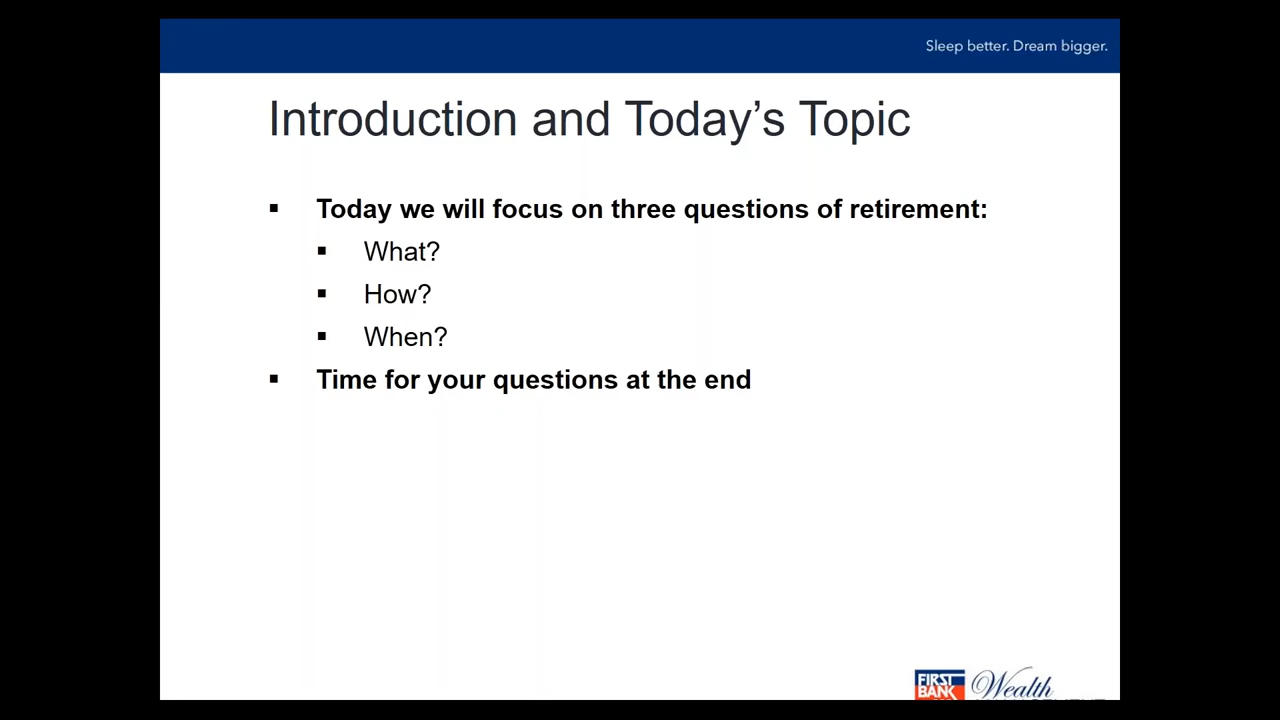 Sleep better. Dream bigger.
Introduction and Today's Topic
Today we will focus on three questions of retirement:
What?
How?
When?
Time for your questions at the end
FIRST BANK
Wealth